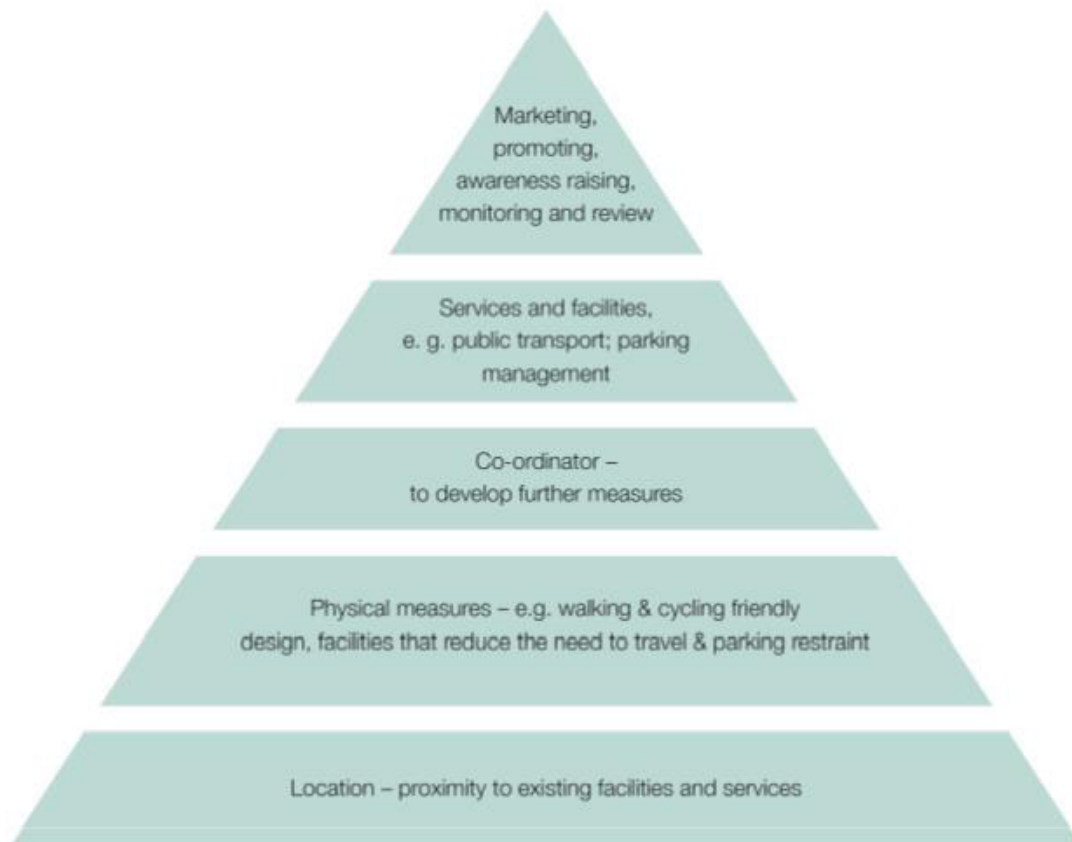 Marketing,
promoting,
awareness raising,
monitoring and review
Services and facilities,
e. g. public transport; parking
management
Co-ordinator –
to develop further measures
Physical measures – e.g. walking & cycling friendly
design, facilities that reduce the need to travel & parking restraint
Location – proximity to existing facilities and services